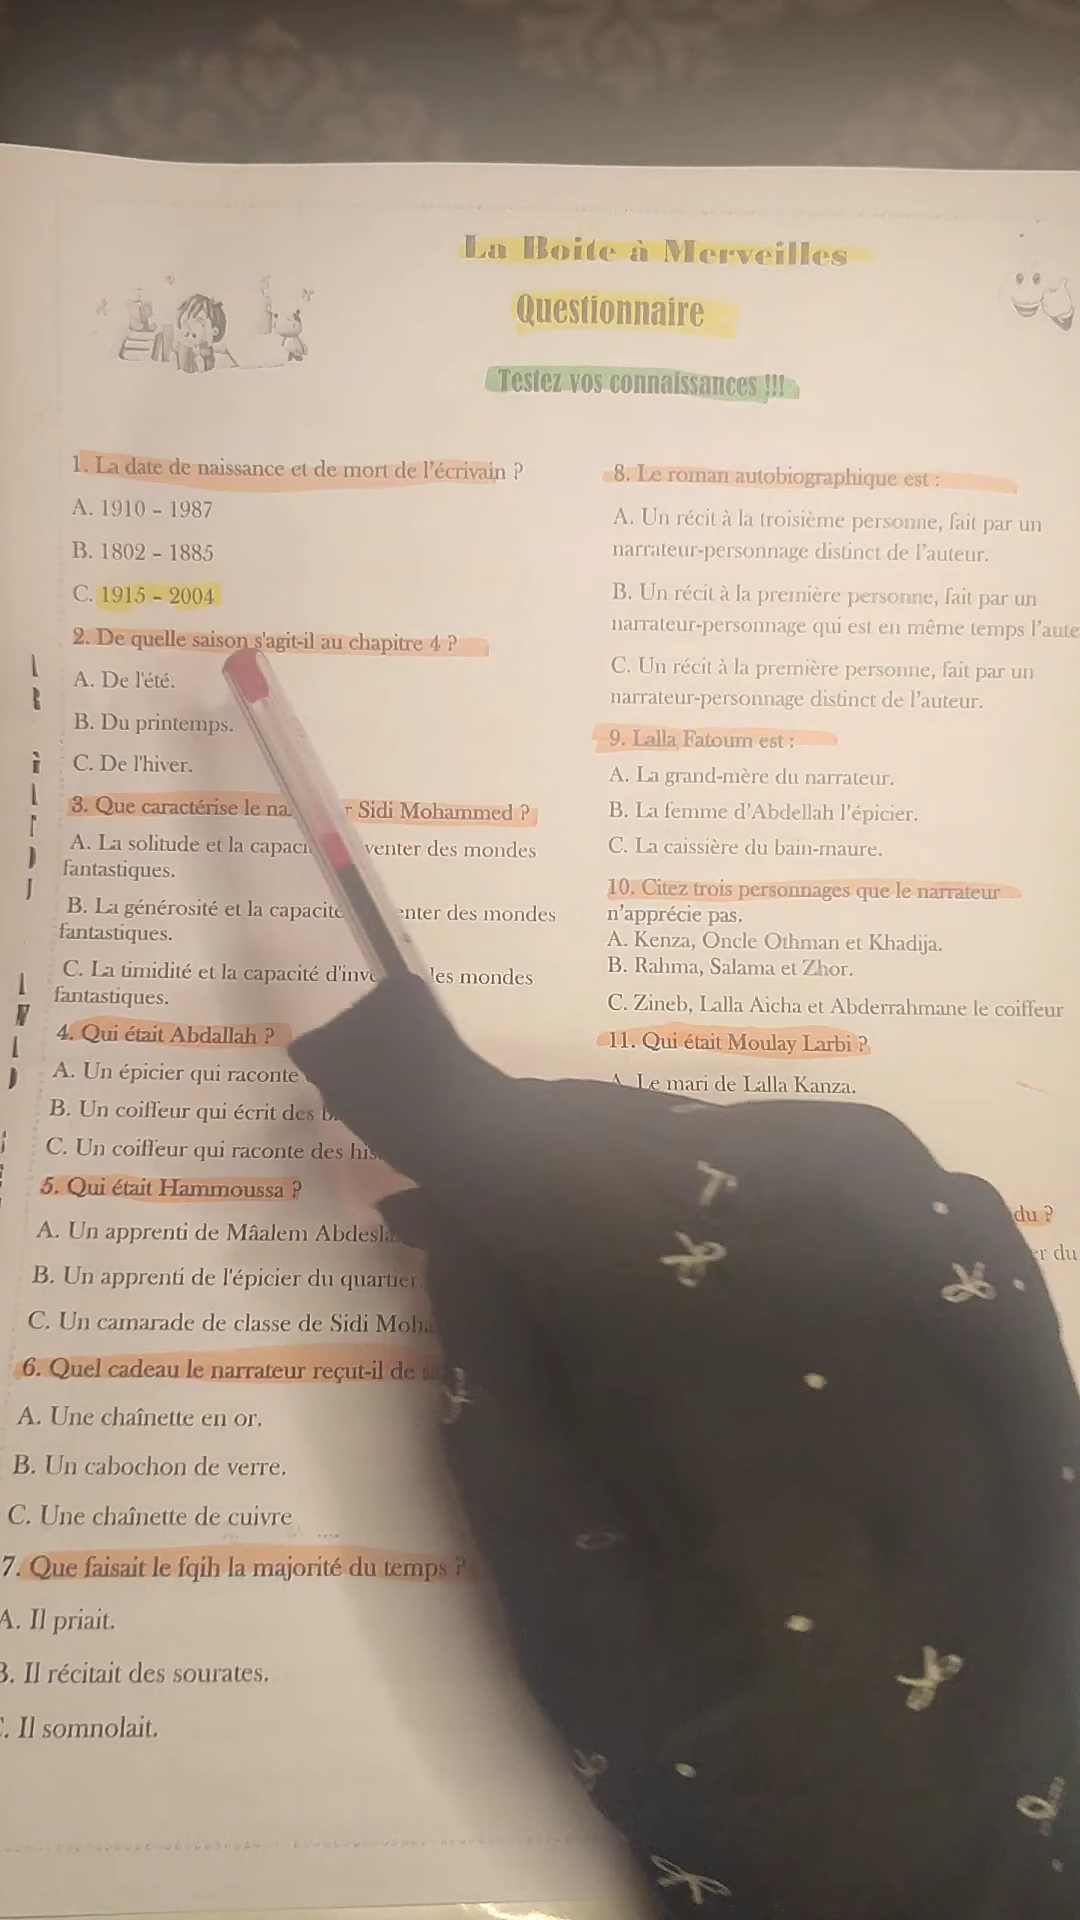 La Boite à Merveilles
Questionnaire
Testez vos connaissances !!!
1. La date de naissance et de mort de l'écrivain ?
A. 1910 – 1987
B. 1802 – 1885
C. 1915 – 2004
2. De quelle saison s'agit-il au chapitre 4 ?
A. De l'été.
B. Du printemps.
C. De l'hiver.
3. Que caractérise le Sidi Mohammed ?
A. La solitude et la des mondes
fantastiques.
B. La générosité et la des mondes
fantastiques.
C. La timidité et la capacité mondes
fantastiques.
4. Qui était Abdallah ?
A. Un épicier qui raconte
B. Un coiffeur qui écrit des
C. Un coiffeur qui raconte des
5. Qui était Hammoussa ?
A. Un apprenti de Mâalem
B. Un apprenti de l'épicier du quartier.
C. Un camarade de classe de Sidi
6. Quel cadeau le narrateur reçut-il de
A. Une chaînette en or.
B. Un cabochon de verre.
C. Une chaînette de cuivre
7. Que faisait le fqih la majorité du temps ?
A. Il priait.
B. Il récitait des sourates.
C. Il somnolait.
8. Le roman autobiographique est :
A. Un récit à la troisième personne, fait par un
narrateur-personnage distinct de l'auteur.
B. Un récit à la première personne, fait par un
narrateur-personnage qui est en même temps
C. Un récit à la première personne, fait par un
narrateur-personnage distinct de l'auteur.
9. Lalla Fatoum est :
A. La grand-mère du narrateur.
B. La femme d'Abdellah l'épicier.
C. La caissière du bain-maure.
10. Citez trois personnages que le narrateur
n'apprécie pas.
A. Kenza, Oncle Othman et Khadija.
B. Rahma, Salama et Zhor.
C. Zineb, Lalla Aicha et Abderrahmane le coiffeur
11. Qui était Moulay Larbi ?
A. Le mari de Lalla Kanza.
du ?
du